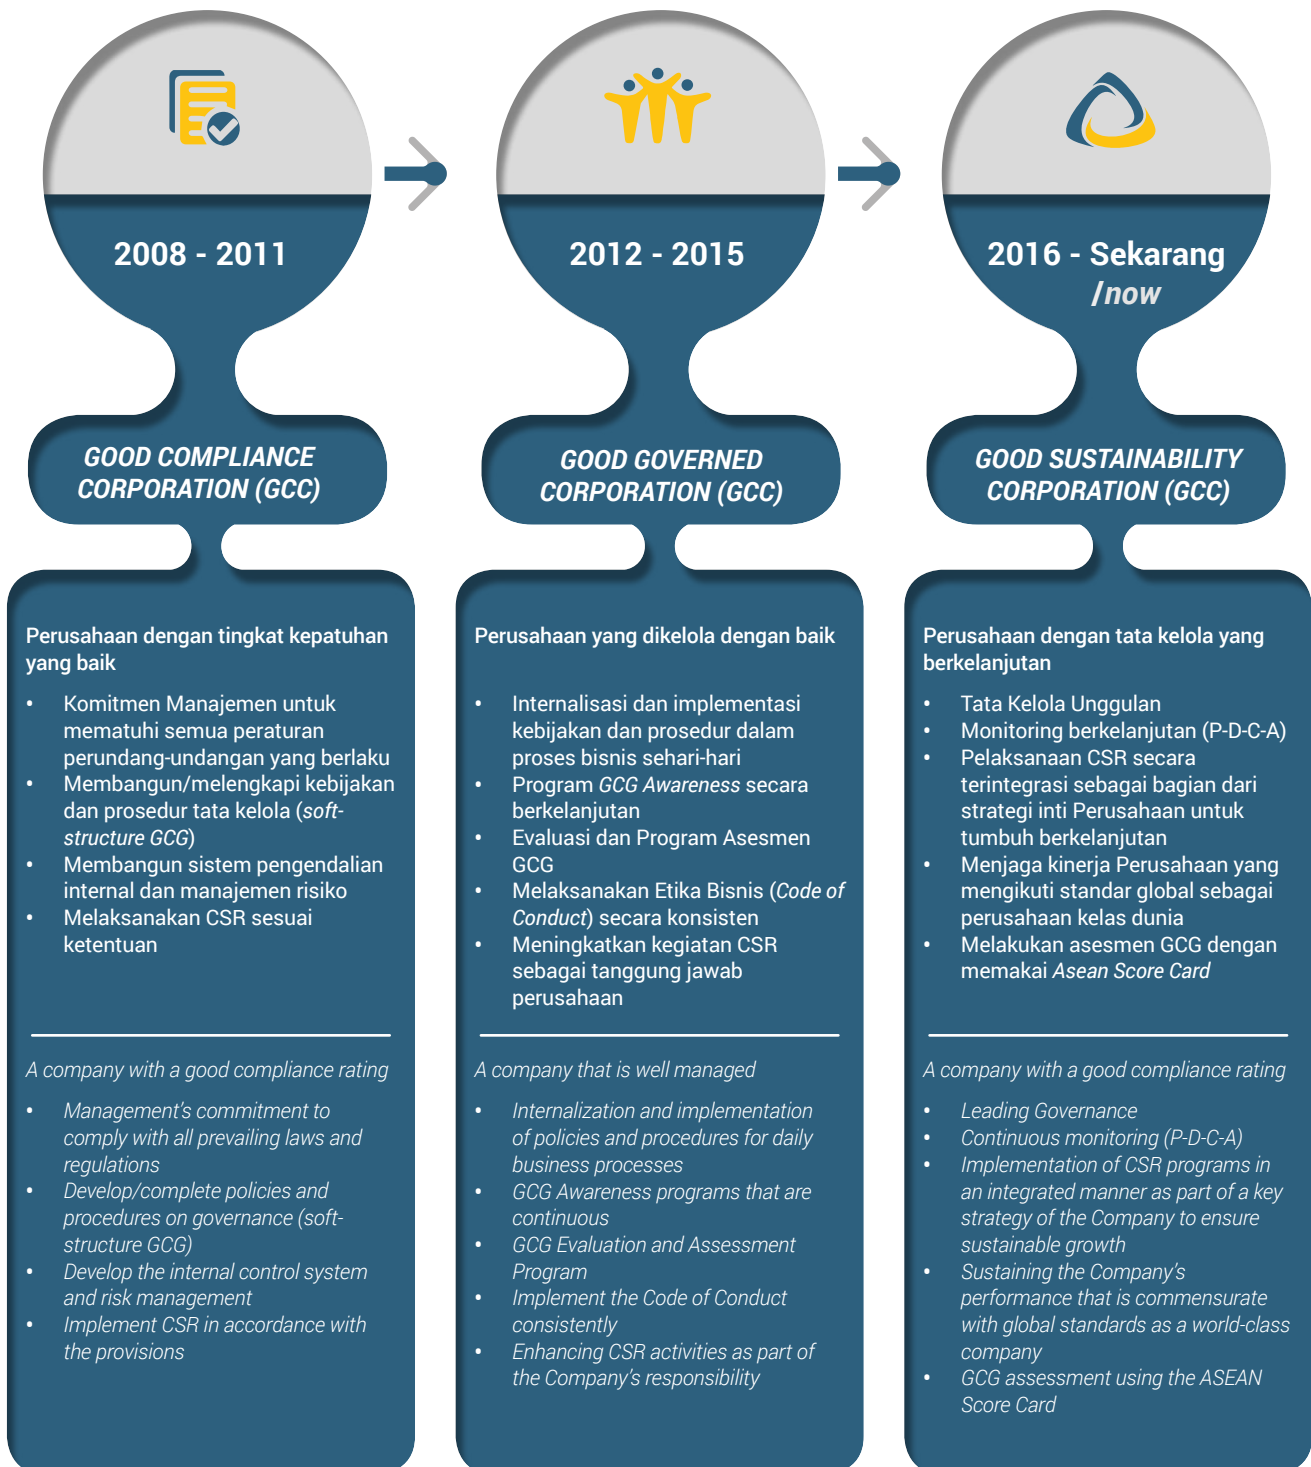 2008 - 2011
GOOD COMPLIANCE
CORPORATION (GCC)
Perusahaan dengan tingkat kepatuhan
yang baik
• Komitmen Manajemen untuk
mematuhi semua peraturan
perundang-undangan yang berlaku
• Membangun/melengkapi kebijakan
dan prosedur tata kelola (soft-
structure GCG)
• Membangun sistem pengendalian
internal dan manajemen risiko
• Melaksanakan CSR sesuai
ketentuan
A company with a good compliance rating
• Management's commitment to
comply with all prevailing laws and
regulations
• Develop/complete policies and
procedures on governance (soft-
structure GCG)
• Develop the internal control system
and risk management
• Implement CSR in accordance with
the provisions
2012 - 2015
GOOD GOVERNED
CORPORATION (GCC)
Perusahaan yang dikelola dengan baik
• Internalisasi dan implementasi
kebijakan dan prosedur dalam
proses bisnis sehari-hari
• Program GCG Awareness secara
berkelanjutan
• Evaluasi dan Program Asesmen
GCG
• Melaksanakan Etika Bisnis (Code of
Conduct) secara konsisten
• Meningkatkan kegiatan CSR
sebagai tanggung jawab
perusahaan
A company that is well managed
• Internalization and implementation
of policies and procedures for daily
business processes
• GCG Awareness programs that are
continuous
• GCG Evaluation and Assessment
Program
• Implement the Code of Conduct
consistently
• Enhancing CSR activities as part of
the Company's responsibility
2016 - Sekarang
/now
GOOD SUSTAINABILITY
CORPORATION (GCC)
Perusahaan dengan tata kelola yang
berkelanjutan
• Tata Kelola Unggulan
• Monitoring berkelanjutan (P-D-C-A)
• Pelaksanaan CSR secara
terintegrasi sebagai bagian dari
strategi inti Perusahaan untuk
tumbuh berkelanjutan
• Menjaga kinerja Perusahaan yang
mengikuti standar global sebagai
perusahaan kelas dunia
• Melakukan asesmen GCG dengan
memakai Asean Score Card
A company with a good compliance rating
• Leading Governance
• Continuous monitoring (P-D-C-A)
• Implementation of CSR programs in
an integrated manner as part of a key
strategy of the Company to ensure
sustainable growth
• Sustaining the Company's
performance that is commensurate
with global standards as a world-class
company
• GCG assessment using the ASEAN
Score Card